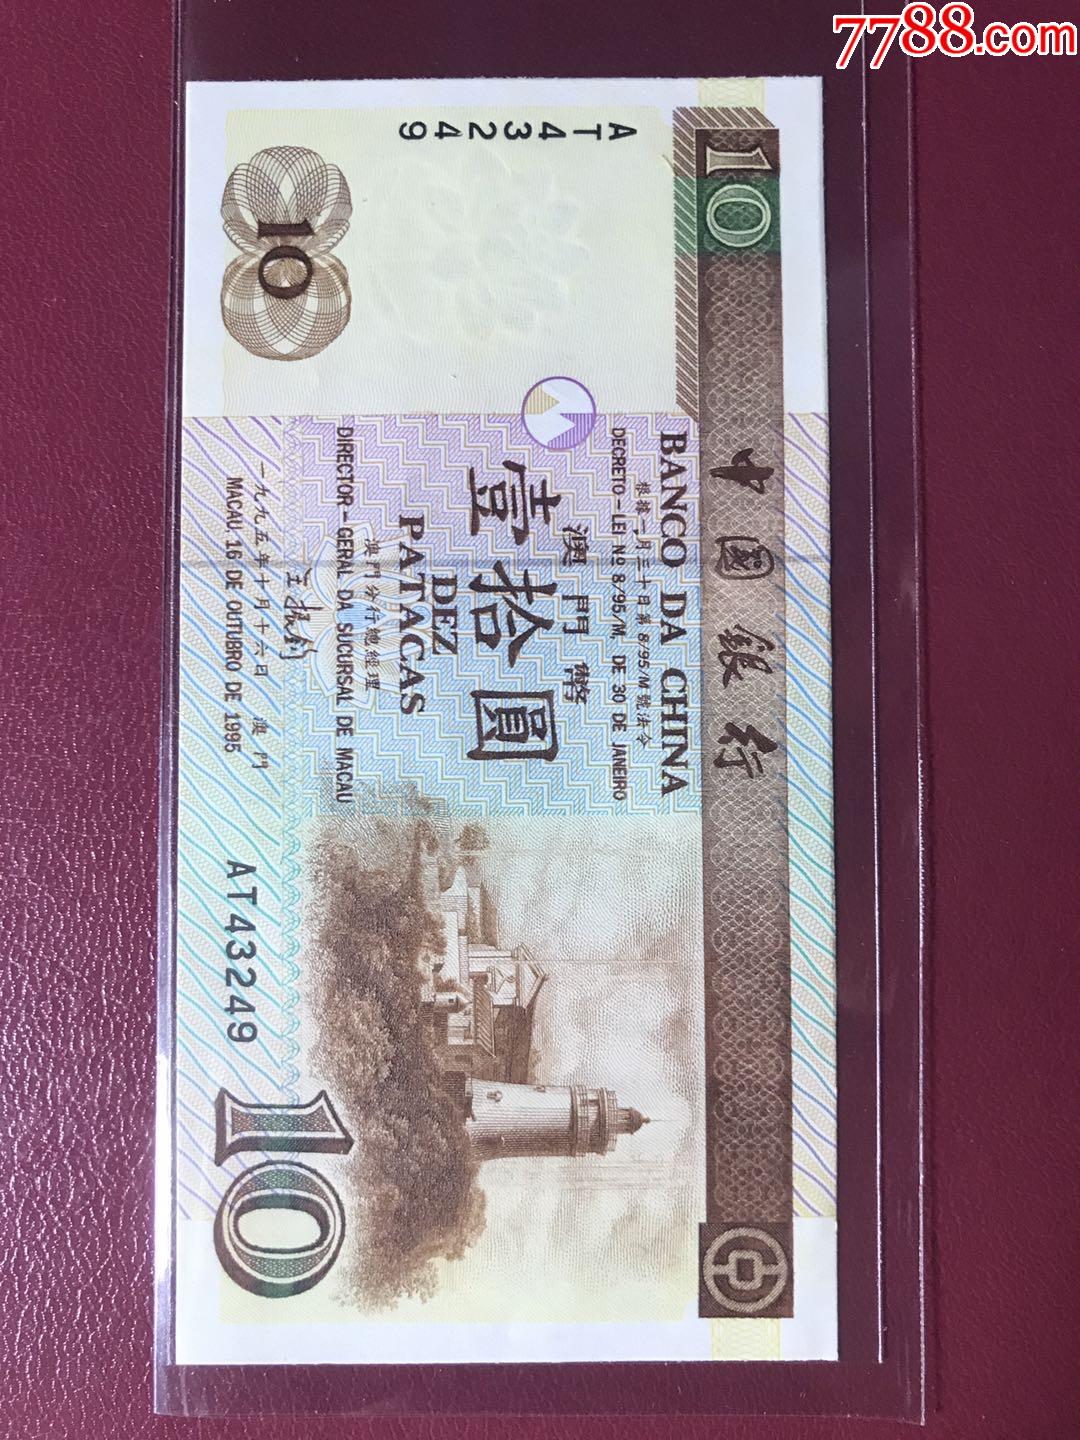 7788.com
10
中國銀行
BANCO DA CHINA
根據一月三十日第8/95/M號法令
DECRETO-LEI Nº 8/95/M, DE 30 DE JANEIRO
澳門幣
壹拾圓
DEZ
PATACAS
澳門分行總經理
DIRECTOR-GERAL DA SUCURSAL DE MACAU
一九九五年十月十六日 澳門
MACAU, 16 DE OUTUBRO DE 1995
AT43249
10
AT43249
10